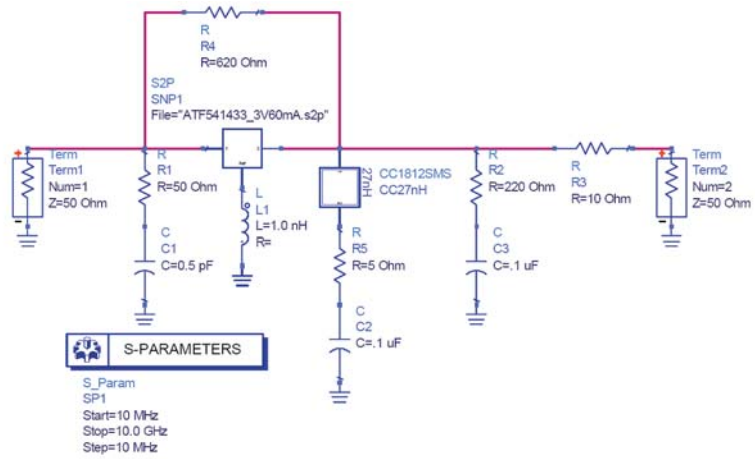 R
R4
R=620 Ohm
S2P
SNP1
File="ATF541433_3V60mA.s2p"
1
2
Ref
+
Term
Term1
Num=1
Z=50 Ohm
-
R
R1
R=50 Ohm
C
C1
C=0.5 pF
L
L1
L=1.0 nH
R=
27nH
CC1812SMS
CC27nH
R
R5
R=5 Ohm
C
C2
C=.1 uF
R
R2
R=220 Ohm
C
C3
C=.1 uF
R
R3
R=10 Ohm
+
Term
Term2
Num=2
Z=50 Ohm
-
S-PARAMETERS
S_Param
SP1
Start=10 MHz
Stop=10.0 GHz
Step=10 MHz